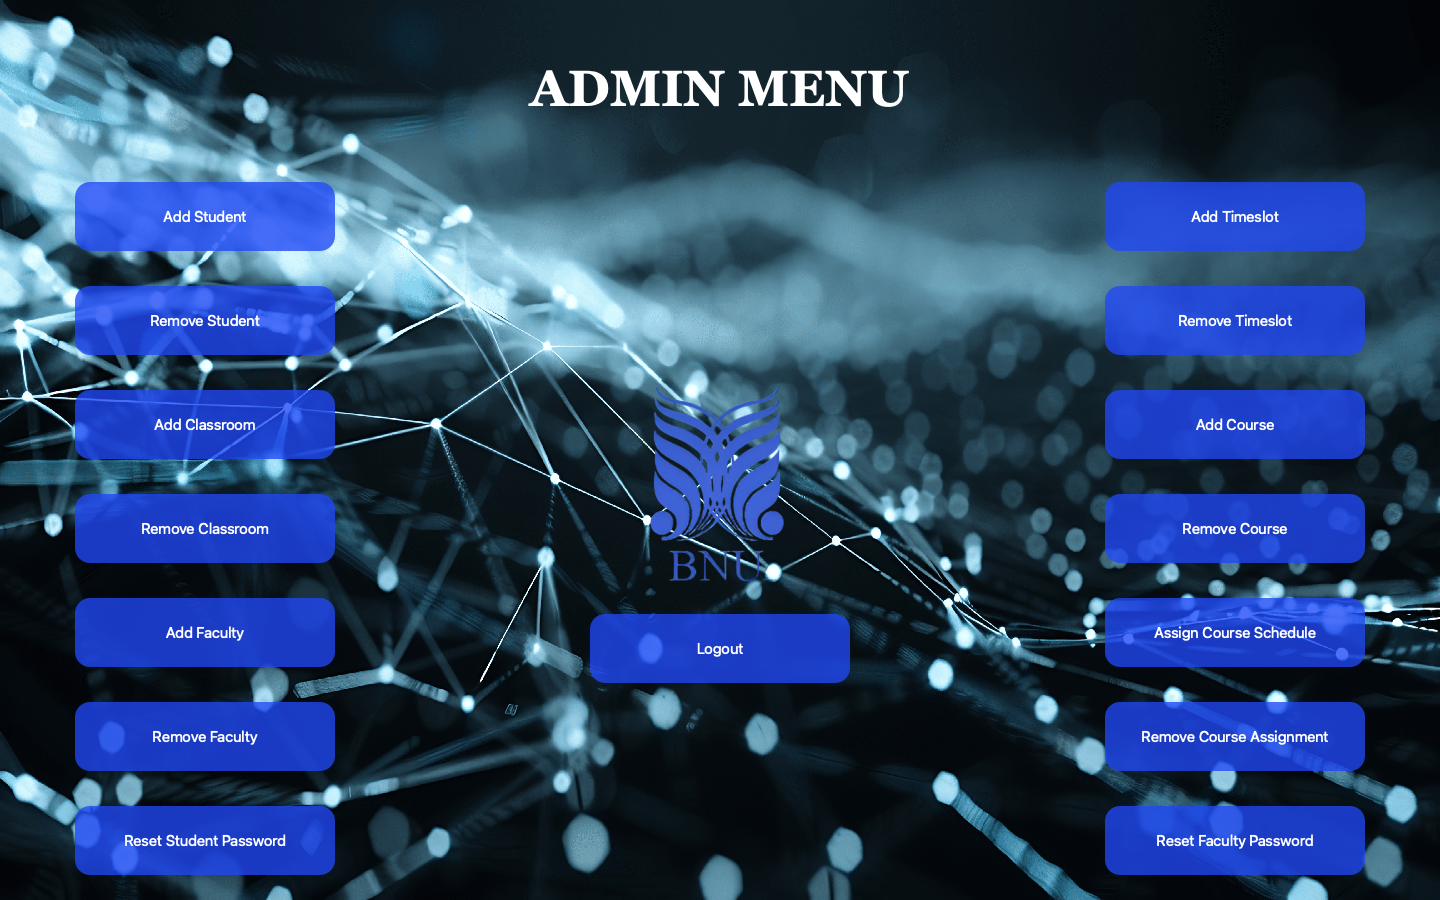 ADMIN MENU
Add Student
Remove Student
Add Classroom
Remove Classroom
Add Faculty
Remove Faculty
Reset Student Password
BNU
Logout
Add Timeslot
Remove Timeslot
Add Course
Remove Course
Assign Course Schedule
Remove Course Assignment
Reset Faculty Password